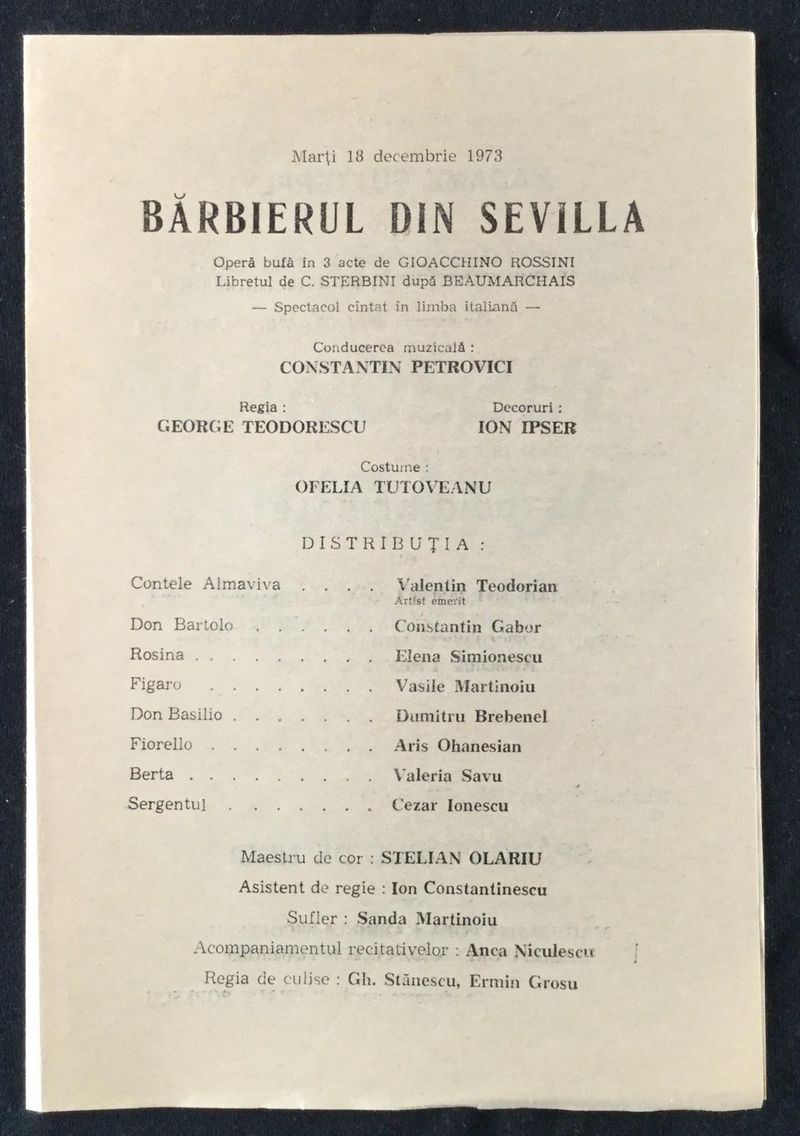 Marţi 18 decembrie 1973
BĂRBIERUL DIN SEVILLA
Operă bufă în 3 acte de GIOACCHINO ROSSINI
Libretul de C. STERBINI după BEAUMARCHAIS
— Spectacol cîntat în limba italiană —
Conducerea muzicală :
CONSTANTIN PETROVICI
Regia : Decoruri :
GEORGE TEODORESCU ION IPSER
Costume :
OFELIA TUTOVEANU
DISTRIBUŢIA :
Contele Almaviva . . . . Valentin Teodorian
Artist emerit
Don Bartolo . . . . . . Constantin Gabor
Rosina . . . . . . . . . Elena Simionescu
Figaro . . . . . . . . Vasile Martinoiu
Don Basilio . . . . . . . Dumitru Brebenel
Fiorello . . . . . . . . Aris Ohanesian
Berta . . . . . . . . . Valeria Savu
Sergentul . . . . . . . Cezar Ionescu
Maestru de cor : STELIAN OLARIU
Asistent de regie : Ion Constantinescu
Sufler : Sanda Martinoiu
Acompaniamentul recitativelor : Anca Niculescu
Regia de culise : Gh. Stănescu, Ermin Grosu